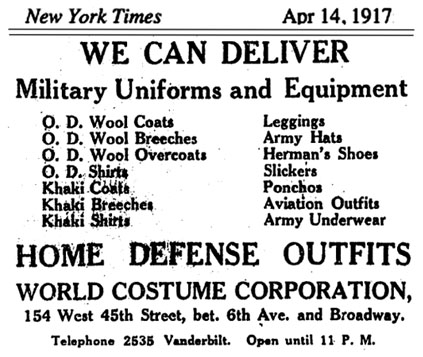 New York Times Apr 14, 1917
WE CAN DELIVER
Military Uniforms and Equipment
O. D. Wool Coats
O. D. Wool Breeches
O. D. Wool Overcoats
O. D. Shirts
Khaki Coats
Khaki Breeches
Khaki Shirts
Leggings
Army Hats
Herman's Shoes
Slickers
Ponchos
Aviation Outfits
Army Underwear
HOME DEFENSE OUTFITS
WORLD COSTUME CORPORATION,
154 West 45th Street, bet. 6th Ave. and Broadway.
Telephone 2535 Vanderbilt. Open until 11 P. M.